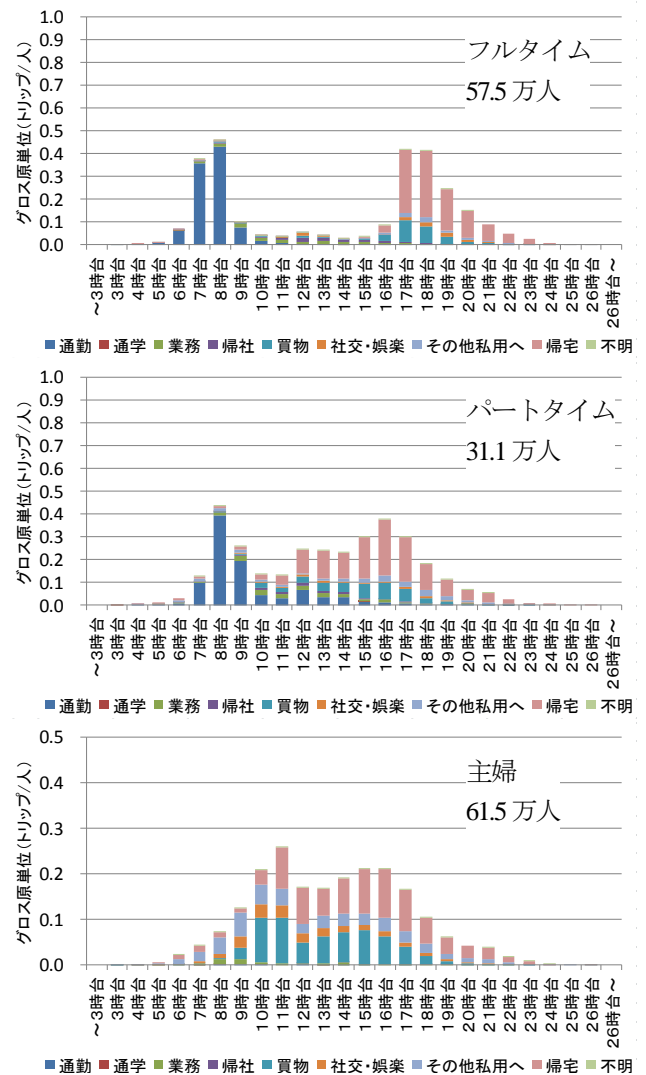 フルタイム
57.5 万人
グロス原単位(トリップ/人)
1.0
0.9
0.8
0.7
0.6
0.5
0.4
0.3
0.2
0.1
0.0
～3時台
3時台
4時台
5時台
6時台
7時台
8時台
9時台
10時台
11時台
12時台
13時台
14時台
15時台
16時台
17時台
18時台
19時台
20時台
21時台
22時台
23時台
24時台
25時台
26時台
26時台～
通勤 通学 業務 帰社 買物 社交・娯楽 その他私用へ 帰宅 不明
パートタイム
31.1 万人
グロス原単位(トリップ/人)
1.0
0.9
0.8
0.7
0.6
0.5
0.4
0.3
0.2
0.1
0.0
～3時台
3時台
4時台
5時台
6時台
7時台
8時台
9時台
10時台
11時台
12時台
13時台
14時台
15時台
16時台
17時台
18時台
19時台
20時台
21時台
22時台
23時台
24時台
25時台
26時台
26時台～
通勤 通学 業務 帰社 買物 社交・娯楽 その他私用へ 帰宅 不明
主婦
61.5 万人
グロス原単位(トリップ/人)
0.5
0.4
0.3
0.2
0.1
0.0
～3時台
3時台
4時台
5時台
6時台
7時台
8時台
9時台
10時台
11時台
12時台
13時台
14時台
15時台
16時台
17時台
18時台
19時台
20時台
21時台
22時台
23時台
24時台
25時台
26時台
26時台～
通勤 通学 業務 帰社 買物 社交・娯楽 その他私用へ 帰宅 不明